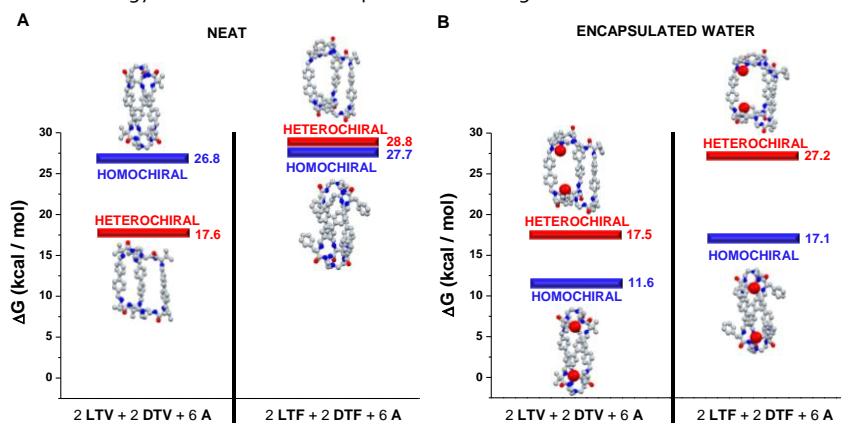 A
NEAT
HETEROCHIRAL 28.8
26.8
27.7
HOMOCHIRAL
HOMOCHIRAL
HETEROCHIRAL
17.6
30
25
20
15
10
5
0
ΔG (kcal / mol)
2 LTV + 2 DTV + 6 A
2 LTF + 2 DTF + 6 A
B
ENCAPSULATED WATER
27.2
HETEROCHIRAL
HETEROCHIRAL
17.5
17.1
HOMOCHIRAL
11.6
HOMOCHIRAL
30
25
20
15
10
5
0
ΔG (kcal / mol)
2 LTV + 2 DTV + 6 A
2 LTF + 2 DTF + 6 A